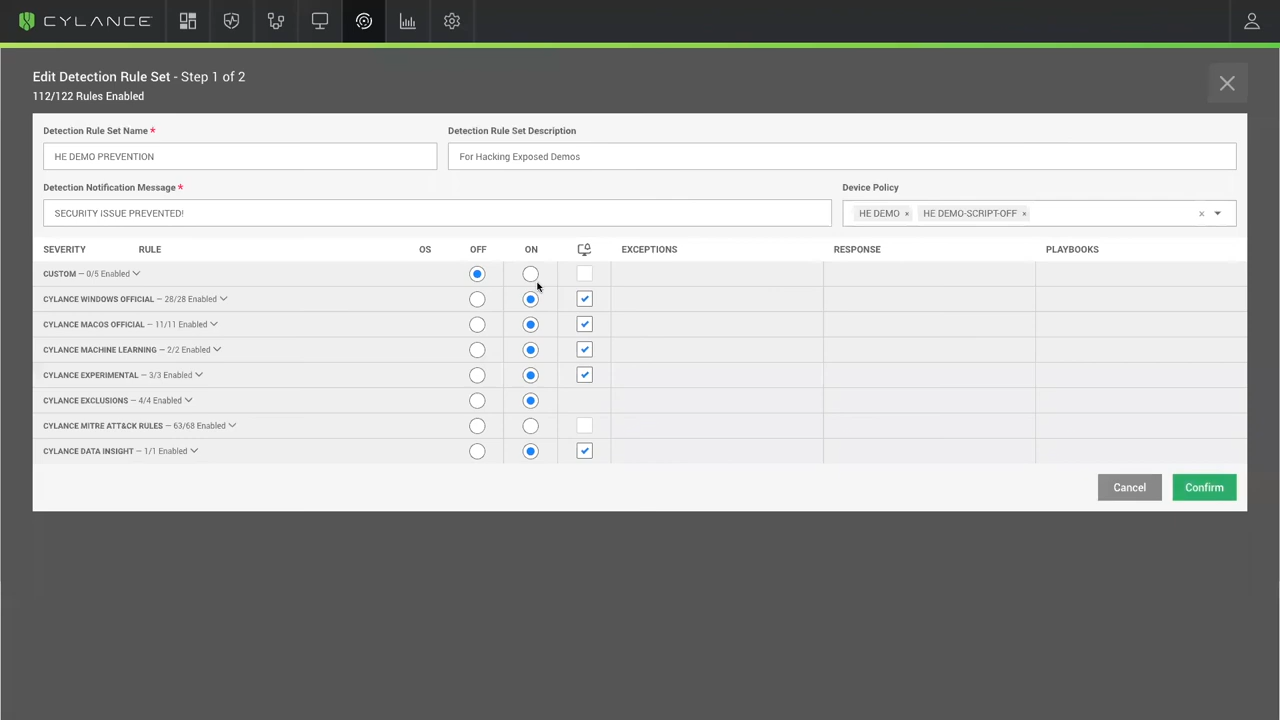 CYLANCE
Edit Detection Rule Set - Step 1 of 2
112/122 Rules Enabled
Detection Rule Set Name *
Detection Rule Set Description
HE DEMO PREVENTION
For Hacking Exposed Demos
Detection Notification Message *
Device Policy
SECURITY ISSUE PREVENTED!
HE DEMO × HE DEMO-SCRIPT-OFF ×
SEVERITY RULE OS OFF ON EXCEPTIONS RESPONSE PLAYBOOKS
CUSTOM — 0/5 Enabled
CYLANCE WINDOWS OFFICIAL — 28/28 Enabled
CYLANCE MACOS OFFICIAL — 11/11 Enabled
CYLANCE MACHINE LEARNING — 2/2 Enabled
CYLANCE EXPERIMENTAL — 3/3 Enabled
CYLANCE EXCLUSIONS — 4/4 Enabled
CYLANCE MITRE ATT&CK RULES — 63/68 Enabled
CYLANCE DATA INSIGHT — 1/1 Enabled
Cancel Confirm